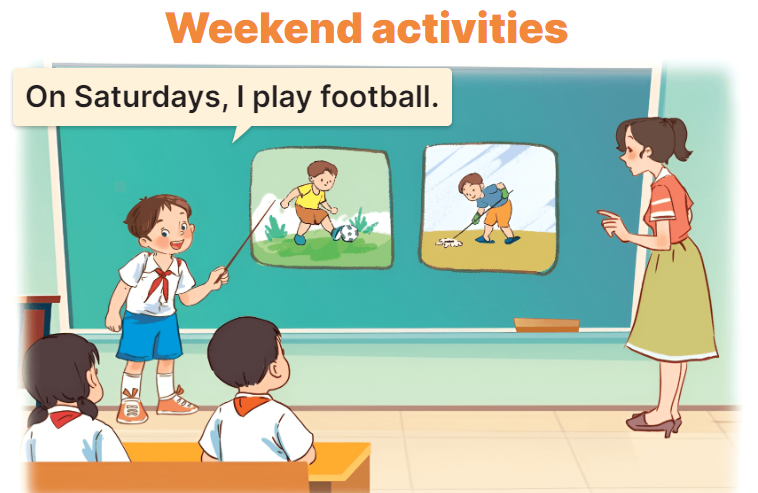 Weekend activities
On Saturdays, I play football.